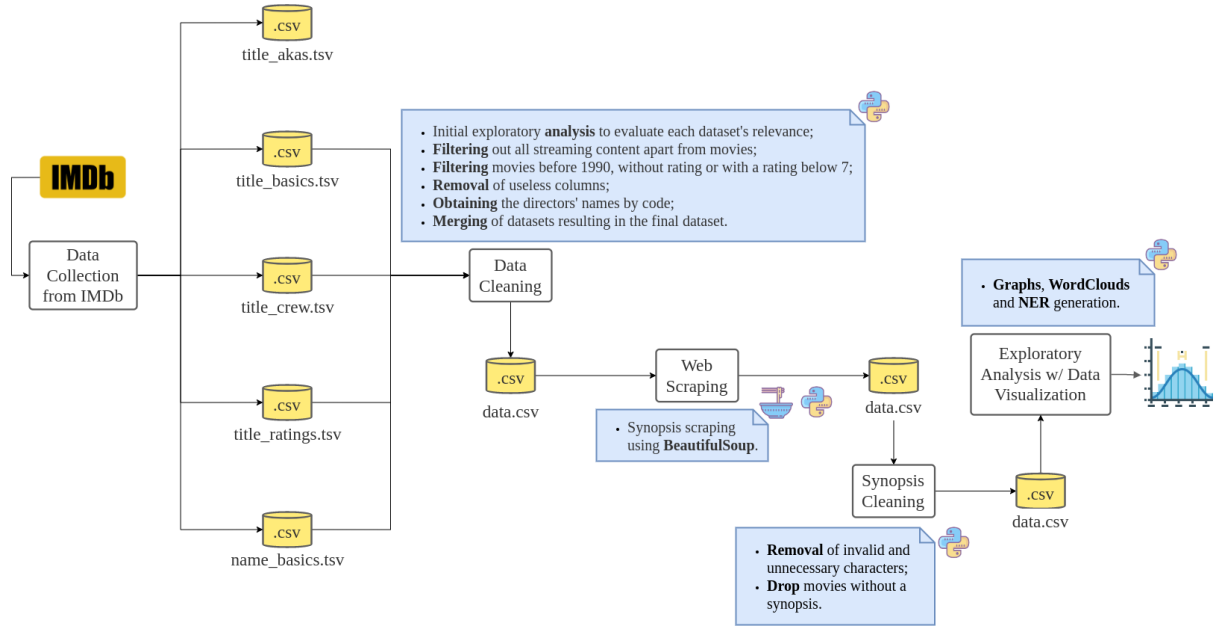 .csv
title_akas.tsv
IMDb
.csv
title_basics.tsv
Data
Collection
from IMDb
.csv
title_crew.tsv
.csv
title_ratings.tsv
.csv
name_basics.tsv
• Initial exploratory analysis to evaluate each dataset's relevance;
• Filtering out all streaming content apart from movies;
• Filtering movies before 1990, without rating or with a rating below 7;
• Removal of useless columns;
• Obtaining the directors' names by code;
• Merging of datasets resulting in the final dataset.
Data
Cleaning
.csv
data.csv
Web
Scraping
• Synopsis scraping
using BeautifulSoup.
.csv
data.csv
Synopsis
Cleaning
• Removal of invalid and
unnecessary characters;
• Drop movies without a
synopsis.
.csv
data.csv
• Graphs, WordClouds
and NER generation.
Exploratory
Analysis w/ Data
Visualization